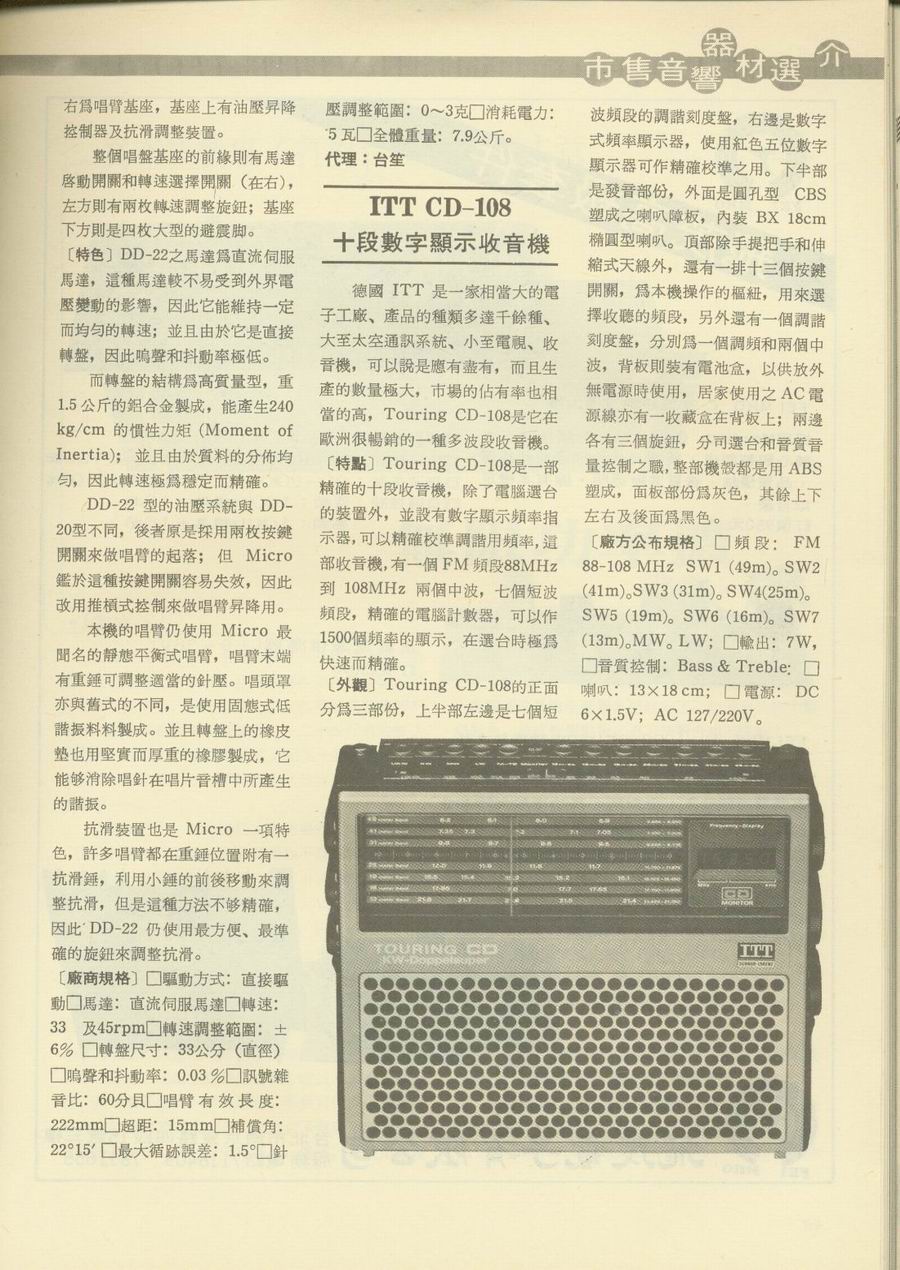 市售音響器材選介
右爲唱臂基座，基座上有油壓昇降
控制器及抗滑調整裝置。
整個唱盤基座的前緣則有馬達
啓動開關和轉速選擇開關（在右），
左方則有兩枚轉速調整旋鈕；基座
下方則是四枚大型的避震脚。
〔特色〕DD-22之馬達爲直流伺服
馬達，這種馬達較不易受到外界電
壓變動的影響，因此它能維持一定
而均匀的轉速；並且由於它是直接
轉盤，因此嗚聲和抖動率極低。
而轉盤的結構爲高質量型，重
1.5公斤的鋁合金製成，能產生240
kg/cm 的慣性力矩 (Moment of
Inertia)；並且由於質料的分佈均
匀，因此轉速極爲穩定而精確。
DD-22 型的油壓系統與 DD-
20型不同，後者原是採用兩枚按鍵
開關來做唱臂的起落；但 Micro
鑑於這種按鍵開關容易失效，因此
改用推槓式控制來做唱臂昇降用。
本機的唱臂仍使用 Micro 最
聞名的靜態平衡式唱臂，唱臂末端
有重錘可調整適當的針壓。唱頭罩
亦與舊式的不同，是使用固態式低
諧振料料製成。並且轉盤上的橡皮
墊也用堅實而厚重的橡膠製成，它
能够消除唱針在唱片音槽中所產生
的諧振。
抗滑裝置也是 Micro 一項特
色，許多唱臂都在重錘位置附有一
抗滑錘，利用小錘的前後移動來調
整抗滑，但是這種方法不够精確，
因此 DD-22 仍使用最方便、最準
確的旋鈕來調整抗滑。
〔廠商規格〕□驅動方式：直接驅
動□馬達：直流伺服馬達□轉速：
33 及45rpm□轉速調整範圍：±
6% □轉盤尺寸：33公分（直徑）
□嗚聲和抖動率：0.03%□訊號雜
音比：60分貝□唱臂有效長度：
222mm□超距：15mm□補償角：
22°15′ □最大循跡誤差：1.5°□針
壓調整範圍：0～3克□消耗電力：
5瓦□全體重量：7.9公斤。
代理：台笙
ITT CD-108
十段數字顯示收音機
德國 ITT 是一家相當大的電
子工廠、產品的種類多達千餘種、
大至太空通訊系統、小至電視、收
音機，可以說是應有盡有，而且生
產的數量極大，市場的佔有率也相
當的高，Touring CD-108是它在
歐洲很暢銷的一種多波段收音機。
〔特點〕Touring CD-108是一部
精確的十段收音機，除了電腦選台
的裝置外，並設有數字顯示頻率指
示器，可以精確校準調諧用頻率，這
部收音機，有一個 FM 頻段88MHz
到 108MHz 兩個中波，七個短波
頻段，精確的電腦計數器，可以作
1500個頻率的顯示，在選台時極爲
快速而精確。
〔外觀〕Touring CD-108的正面
分爲三部份，上半部左邊是七個短
波頻段的調諧刻度盤，右邊是數字
式頻率顯示器，使用紅色五位數字
顯示器可作精確校準之用。下半部
是發音部份，外面是圓孔型 CBS
塑成之喇叭障板，內裝 BX 18cm
橢圓型喇叭。頂部除手提把手和伸
縮式天線外，還有一排十三個按鍵
開關，爲本機操作的樞紐，用來選
擇收聽的頻段，另外還有一個調諧
刻度盤，分別爲一個調頻和兩個中
波，背板則裝有電池盒，以供放外
無電源時使用，居家使用之 AC 電
源線亦有一收藏盒在背板上；兩邊
各有三個旋鈕，分司選台和音質音
量控制之職，整部機殼都是用 ABS
塑成，面板部份爲灰色，其餘上下
左右及後面爲黑色。
〔廠方公布規格〕□頻段： FM
88-108 MHz SW1 (49m)。SW2
(41m)。SW3 (31m)。SW4(25m)。
SW5 (19m)。SW6 (16m)。SW7
(13m)。MW。LW；□輸出：7W，
□音質控制：Bass & Treble；□
喇叭：13×18cm；□電源： DC
6×1.5V；AC 127/220V。
Frequency-Display
MONITOR
TOURING CD
KW-Doppelsuper
ITT
SCHAUB-LORENZ